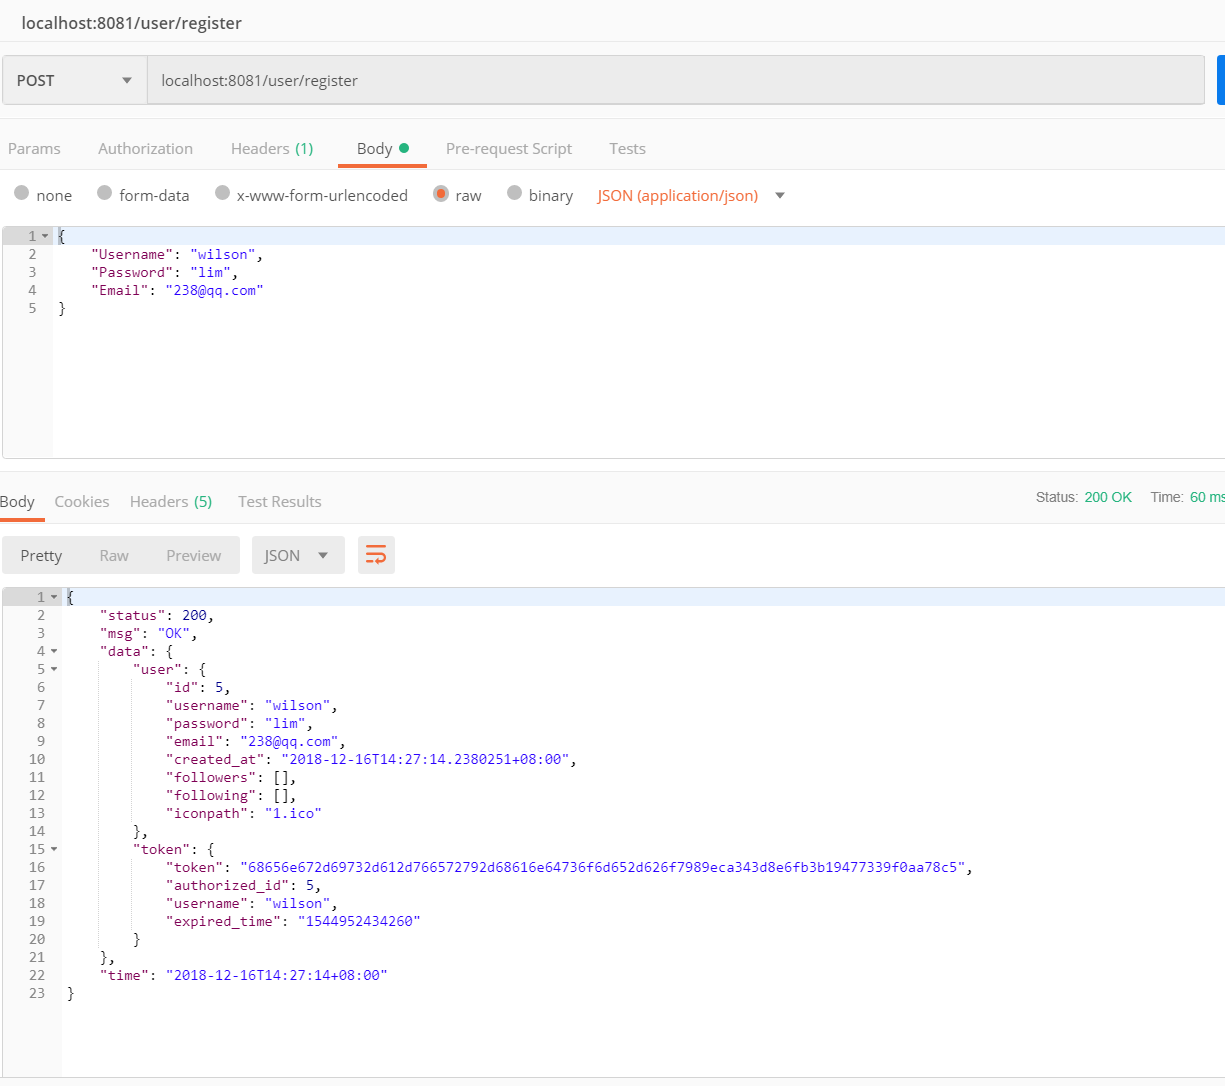 localhost:8081/user/register
POST localhost:8081/user/register
Params Authorization Headers (1) Body Pre-request Script Tests
none form-data x-www-form-urlencoded raw binary JSON (application/json)
1 {
2 "Username": "wilson",
3 "Password": "lim",
4 "Email": "238@qq.com"
5 }
Body Cookies Headers (5) Test Results Status: 200 OK Time: 60 ms
Pretty Raw Preview JSON
1 {
2 "status": 200,
3 "msg": "OK",
4 "data": {
5 "user": {
6 "id": 5,
7 "username": "wilson",
8 "password": "lim",
9 "email": "238@qq.com",
10 "created_at": "2018-12-16T14:27:14.2380251+08:00",
11 "followers": [],
12 "following": [],
13 "iconpath": "1.ico"
14 },
15 "token": {
16 "token": "68656e672d69732d612d766572792d68616e64736f6d652d626f7989eca343d8e6fb3b19477339f0aa78c5",
17 "authorized_id": 5,
18 "username": "wilson",
19 "expired_time": "1544952434260"
20 }
21 },
22 "time": "2018-12-16T14:27:14+08:00"
23 }